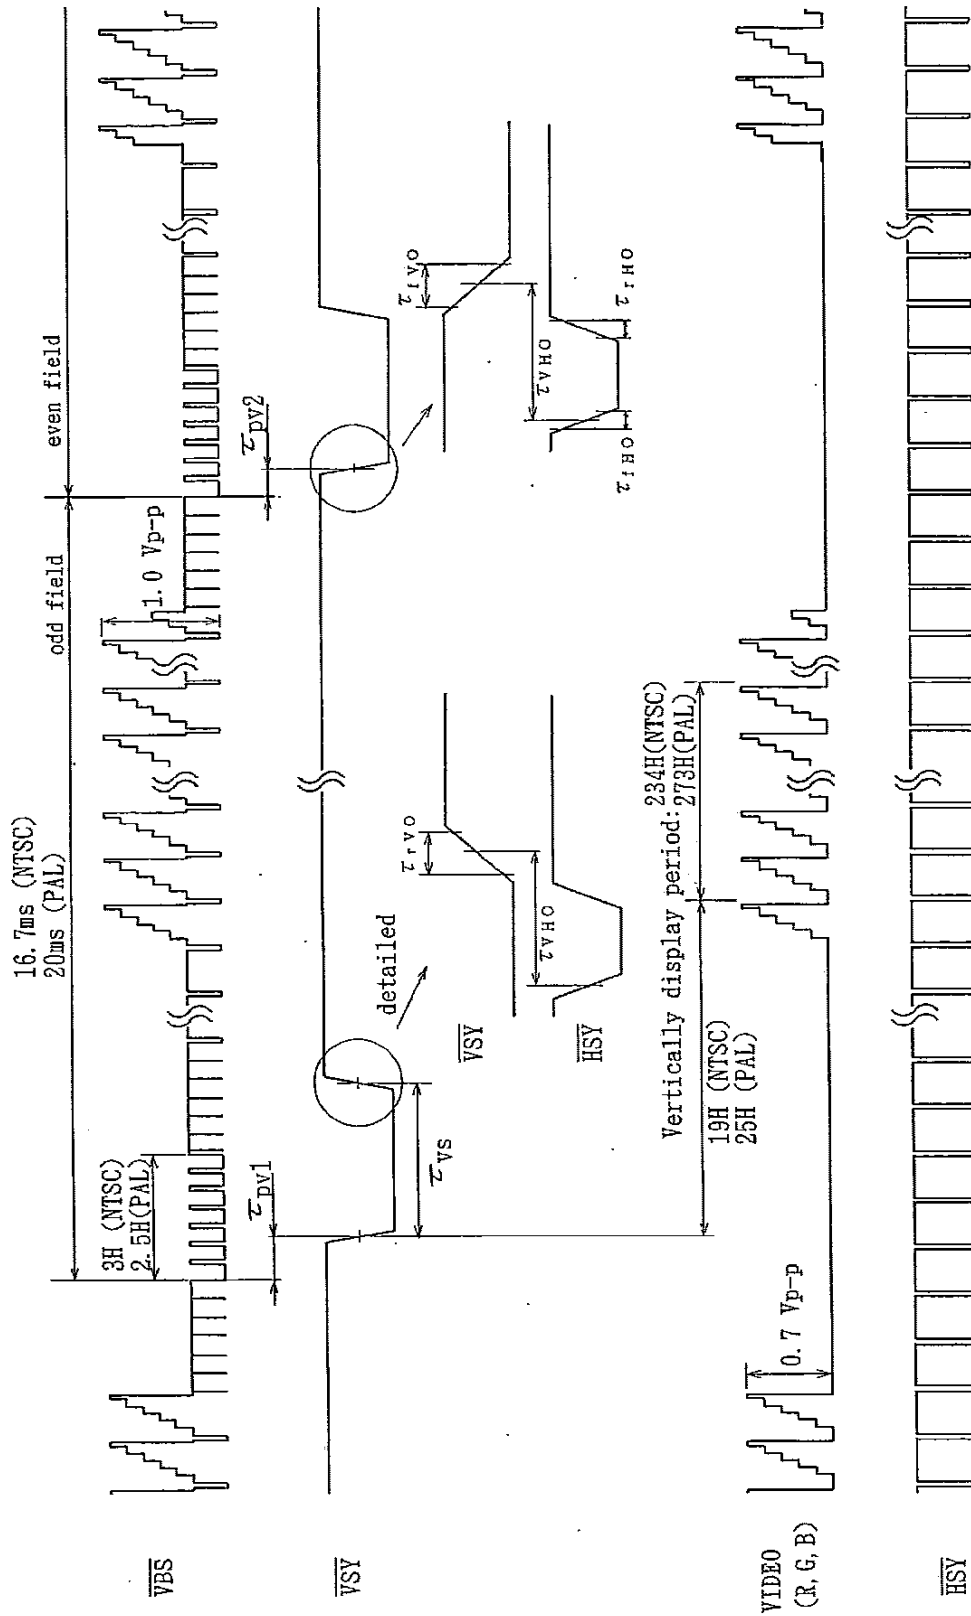 16.7ms (NTSC)
20ms (PAL)
odd field
even field
3H (NTSC)
2.5H(PAL)
1.0 Vp-p
VBS
τpv1
τpv2
VSY
τvs
detailed
VSY
τrVO
τVHO
HSY
τfVO
τVHO
τfHO
τrHO
Vertically display period: 234H(NTSC)
273H(PAL)
19H (NTSC)
25H (PAL)
0.7 Vp-p
VIDEO
(R, G, B)
HSY